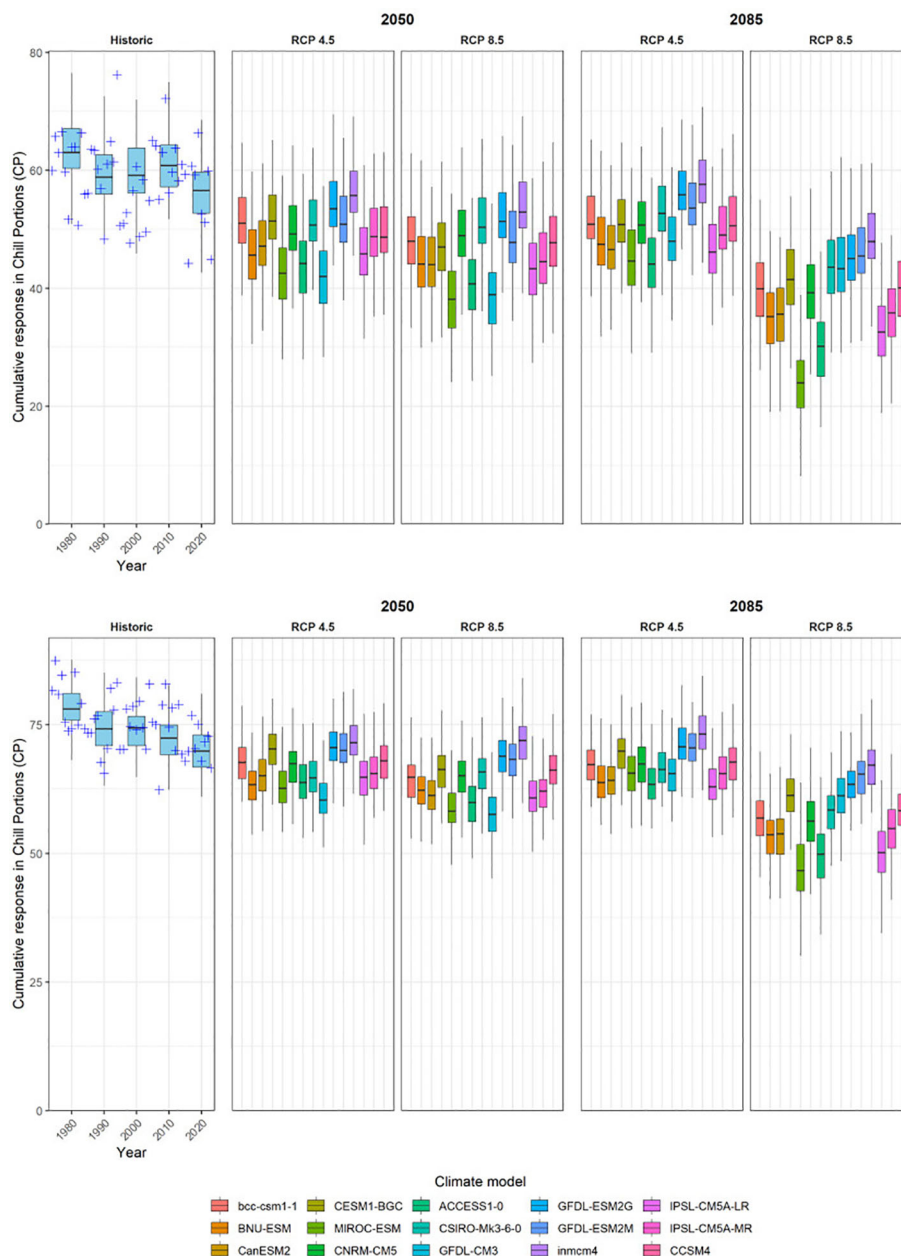 2050 2085
Historic RCP 4.5 RCP 8.5 RCP 4.5 RCP 8.5
Cumulative response in Chill Portions (CP)
80
60
40
20
0
1980 1990 2000 2010 2020
Year
2050 2085
Historic RCP 4.5 RCP 8.5 RCP 4.5 RCP 8.5
Cumulative response in Chill Portions (CP)
75
50
25
0
1980 1990 2000 2010 2020
Year
Climate model
bcc-csm1-1 CESM1-BGC ACCESS1-0 GFDL-ESM2G IPSL-CM5A-LR
BNU-ESM MIROC-ESM CSIRO-Mk3-6-0 GFDL-ESM2M IPSL-CM5A-MR
CanESM2 CNRM-CM5 GFDL-CM3 inmcm4 CCSM4